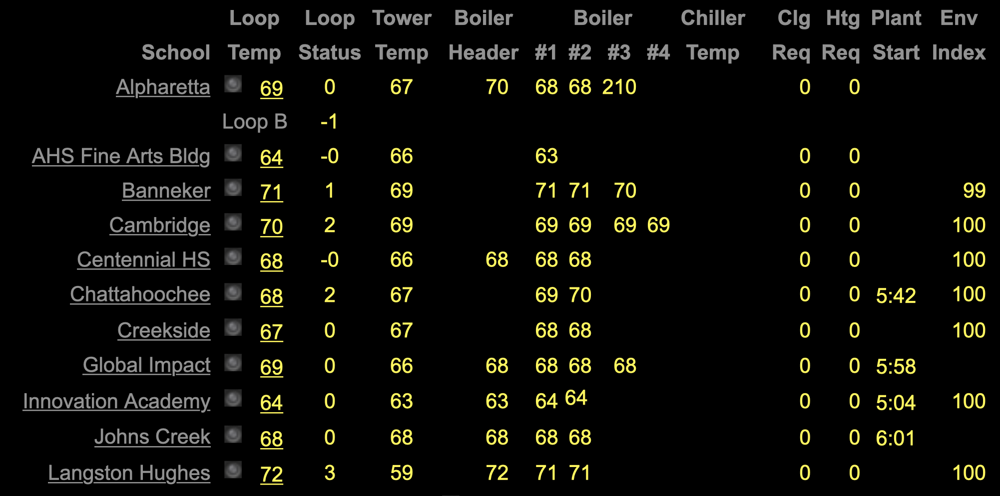 Loop Loop Tower Boiler Boiler Chiller Clg Htg Plant Env
School Temp Status Temp Header #1 #2 #3 #4 Temp Req Req Start Index
Alpharetta 69 0 67 70 68 68 210 0 0
Loop B -1
AHS Fine Arts Bldg 64 -0 66 63 0 0
Banneker 71 1 69 71 71 70 0 0 99
Cambridge 70 2 69 69 69 69 69 0 0 100
Centennial HS 68 -0 66 68 68 68 0 0 100
Chattahoochee 68 2 67 69 70 0 0 5:42 100
Creekside 67 0 67 68 68 0 0 100
Global Impact 69 0 66 68 68 68 68 0 0 5:58
Innovation Academy 64 0 63 63 64 64 0 0 5:04 100
Johns Creek 68 0 68 68 68 68 0 0 6:01
Langston Hughes 72 3 59 72 71 71 0 0 100